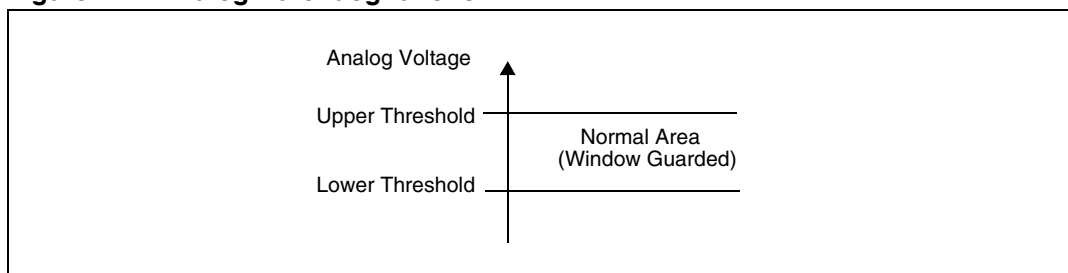 Analog Voltage
Upper Threshold
Normal Area
(Window Guarded)
Lower Threshold